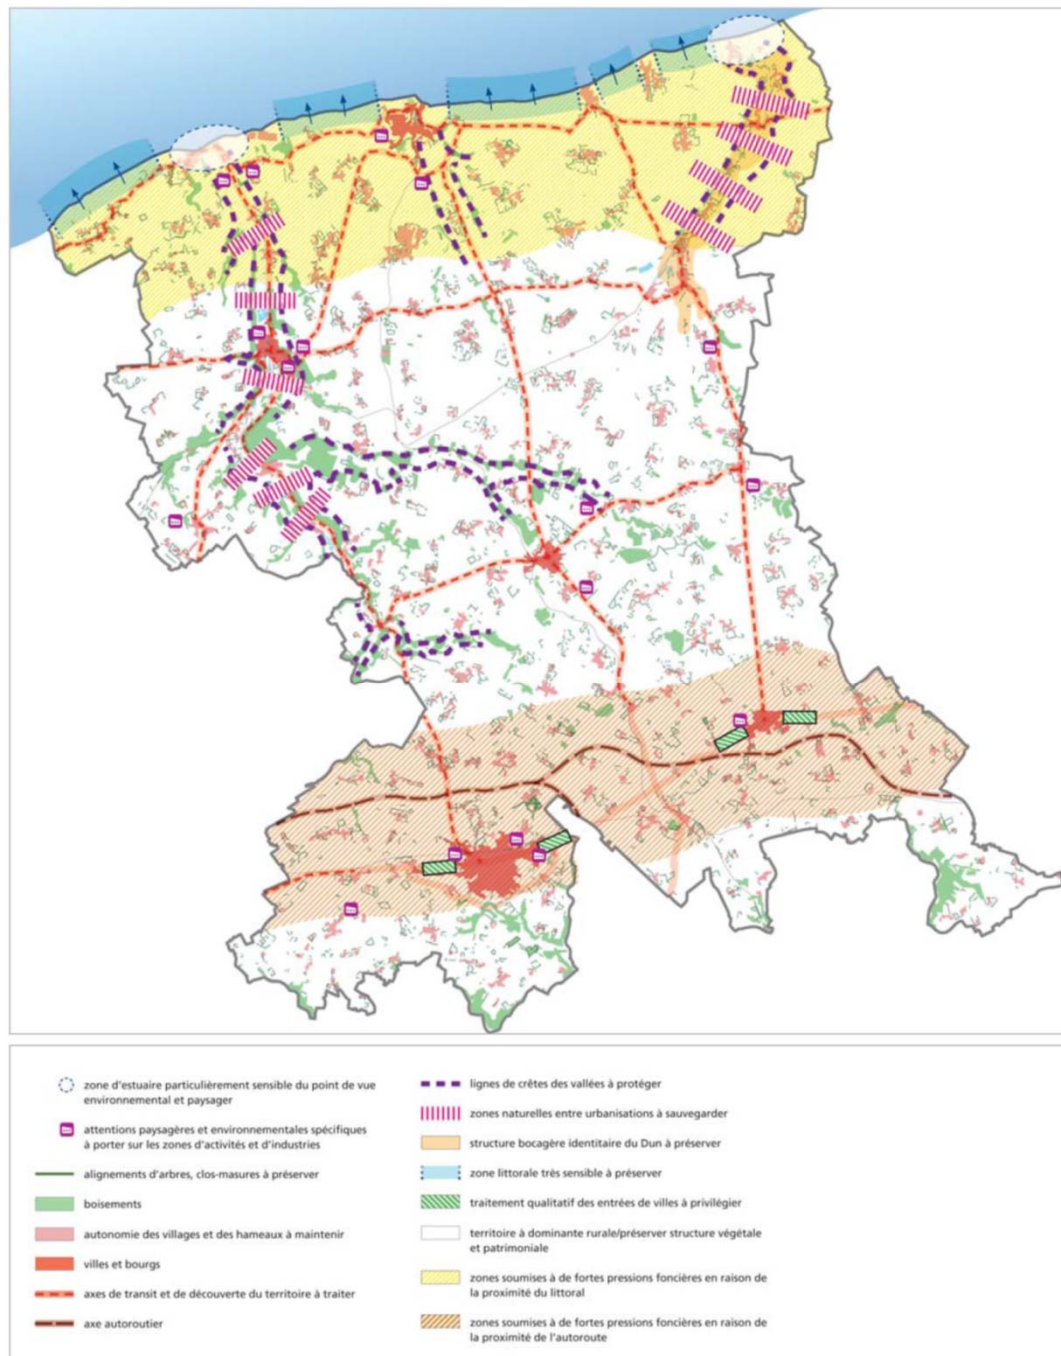 zone d'estuaire particulièrement sensible du point de vue
environnemental et paysager
attentions paysagères et environnementales spécifiques
à porter sur les zones d'activités et d'industries
alignements d'arbres, clos-masures à préserver
boisements
autonomie des villages et des hameaux à maintenir
villes et bourgs
axes de transit et de découverte du territoire à traiter
axe autoroutier
lignes de crêtes des vallées à protéger
zones naturelles entre urbanisations à sauvegarder
structure bocagère identitaire du Dun à préserver
zone littorale très sensible à préserver
traitement qualitatif des entrées de villes à privilégier
territoire à dominante rurale/préserver structure végétale
et patrimoniale
zones soumises à de fortes pressions foncières en raison de
la proximité du littoral
zones soumises à de fortes pressions foncières en raison de
la proximité de l'autoroute